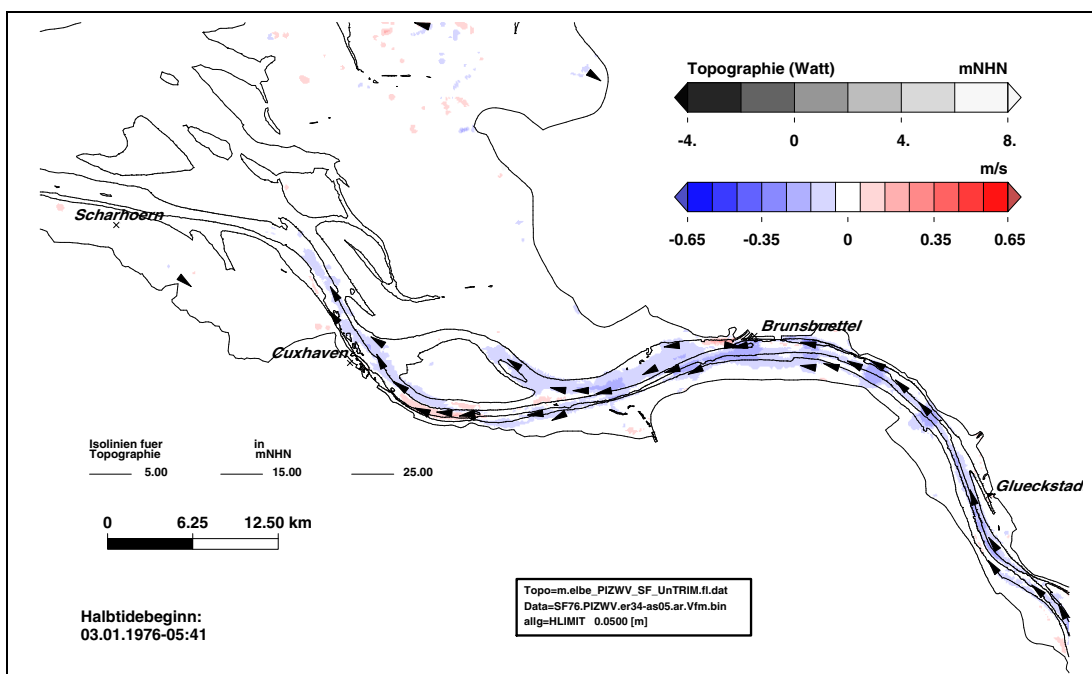 Topographie (Watt) mNHN
-4. 0 4. 8.
m/s
-0.65 -0.35 0 0.35 0.65
Scharhoern
Brunsbuettel
Cuxhaven
Glueckstad
Isolinien fuer in
Topographie mNHN
5.00 15.00 25.00
0 6.25 12.50 km
Topo=m.elbe_PIZWV_SF_UnTRIM.fl.dat
Data=SF76.PIZWV.er34-as05.ar.Vfm.bin
allg=HLIMIT 0.0500 [m]
Halbtidebeginn:
03.01.1976-05:41